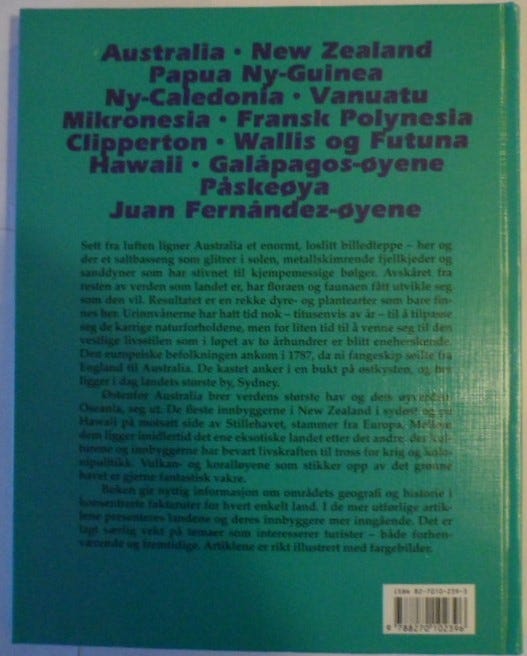 Australia • New Zealand
Papua Ny-Guinea
Ny-Caledonia • Vanuatu
Mikronesia • Fransk Polynesia
Clipperton • Wallis og Futuna
Hawaii • Galápagos-øyene
Påskeøya
Juan Fernández-øyene
Sett fra luften ligner Australia et enormt, loslitt billedteppe – her og
der et saltbasseng som glitrer i solen, metallskimrende fjellkjeder og
sanddyner som har stivnet til kjempemessige bølger. Avskåret fra
resten av verden som landet er, har floraen og faunaen fått utvikle seg
som den vil. Resultatet er en rekke dyre- og plantearter som bare fin-
nes her. Urinnvånerne har hatt tid nok – titusenvis av år – til å tilpasse
seg de karrige naturforholdene, men for liten tid til å venne seg til den
vestlige livsstilen som i løpet av to århundrer er blitt eneherskende.
Den europeiske befolkningen ankom i 1787, da ni fangeskip seilte fra
England til Australia. De kastet anker i en bukt på østkysten, og her
ligger i dag landets største by, Sydney.
Østenfor Australia brer verdens største hav og dets øyverden,
Oseania, seg ut. De fleste innbyggerne i New Zealand i sydøst og på
Hawaii på motsatt side av Stillehavet, stammer fra Europa. Mellom
dem ligger imidlertid det ene eksotiske landet etter det andre, der kul-
turene og innbyggerne har bevart livskraften til tross for krig og kolo-
nipolitikk. Vulkan- og koralløyene som stikker opp av det grønne
havet er gjerne fantastisk vakre.
Boken gir nyttig informasjon om områdets geografi og historie i
konsentrerte faktaruter for hvert enkelt land. I de mer utførlige artik-
lene presenteres landene og deres innbyggere mer inngående. Det er
lagt særlig vekt på temaer som interesserer turister – både forhen-
værende og fremtidige. Artiklene er rikt illustrert med fargebilder.
ISBN 82-7010-239-3
9 788270 102396